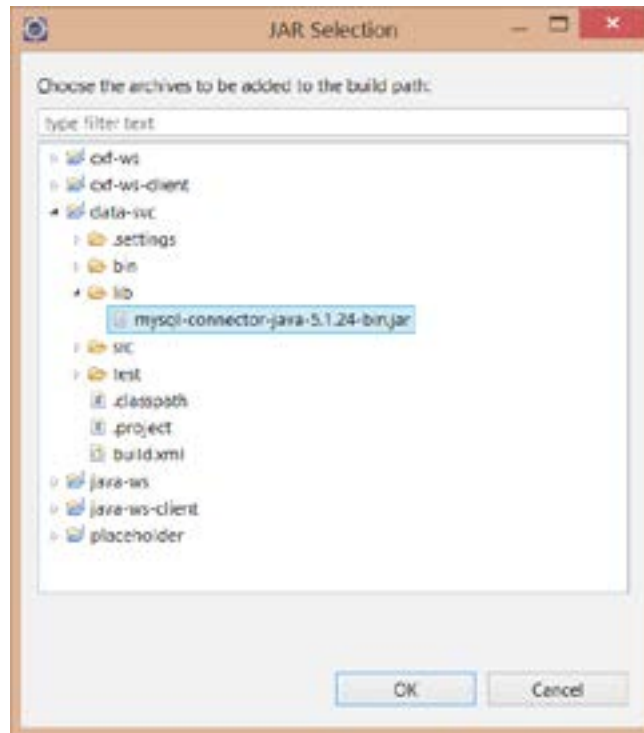 JAR Selection
Choose the archives to be added to the build path:
type filter text
cxf-ws
cxf-ws-client
data-svc
.settings
bin
lib
mysql-connector-java-5.1.24-bin.jar
src
test
.classpath
.project
build.xml
java-ws
java-ws-client
placeholder
OK
Cancel